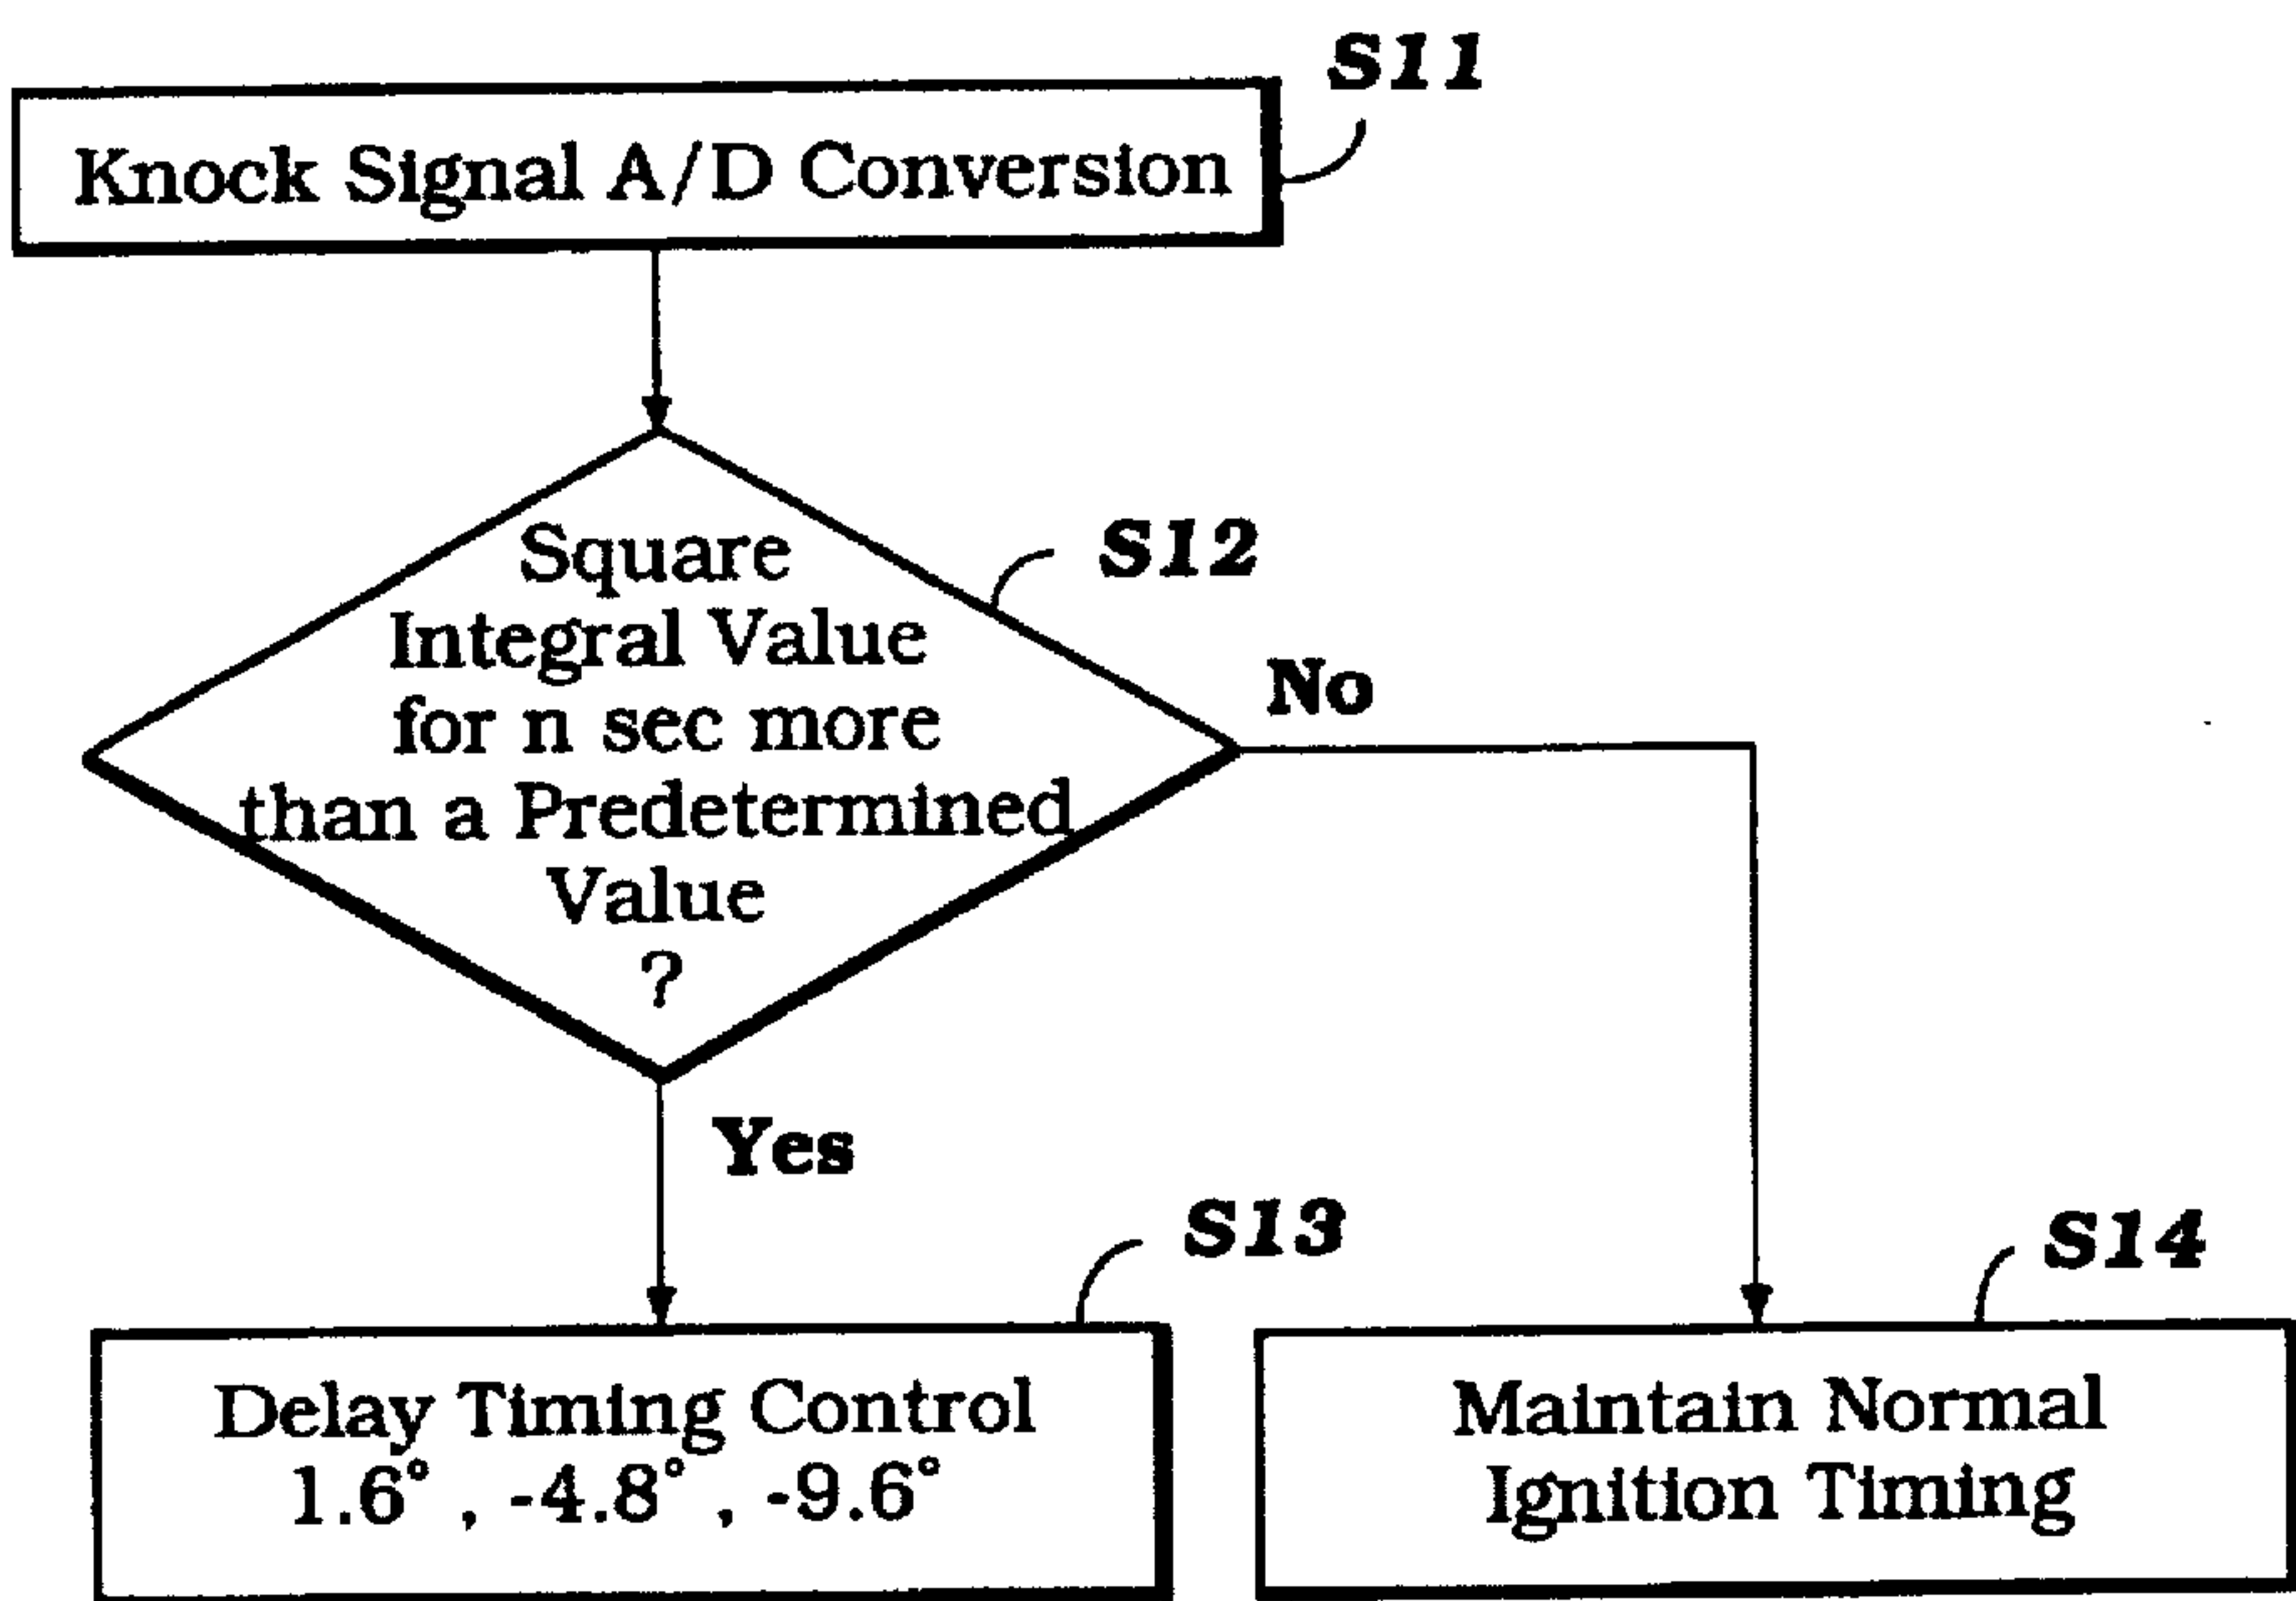 S11
Knock Signal A/D Conversion
S12
Square
Integral Value
for n sec more
than a Predetermined
Value
?
No
Yes
S13
Delay Timing Control
1.6° , -4.8° , -9.6°
S14
Maintain Normal
Ignition Timing